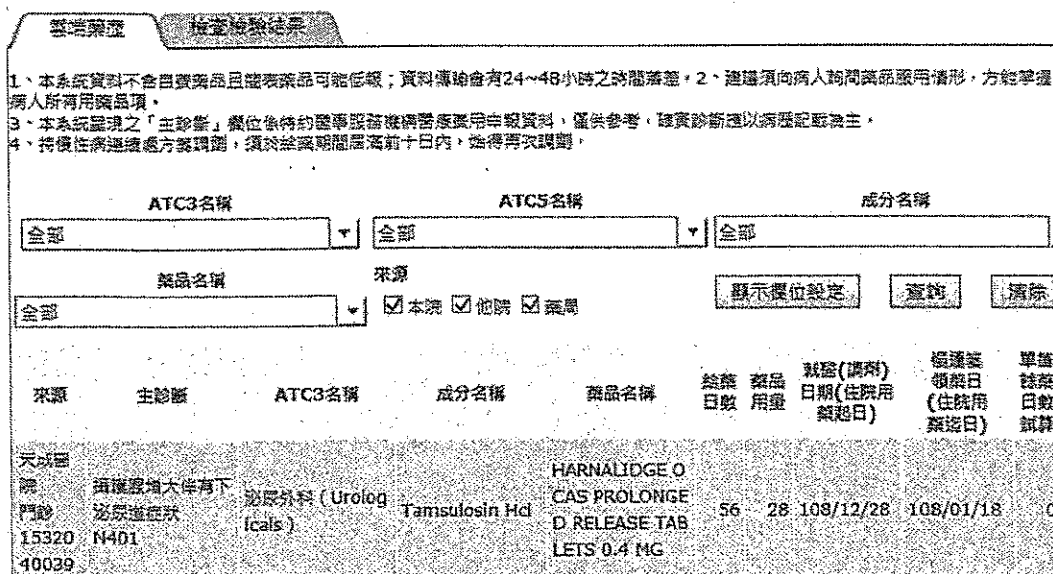 雲端藥歷 檢查檢驗結果
1、本系統資料不含自費藥品且健表藥品可能低報；資料傳輸會有24~48小時之時間落差。2、建議須向病人詢問藥品服用情形，方能掌握
病人所有用藥品項。
3、本系統呈現之「主診斷」欄位係特約醫事服務機構醫療費用申報資料，僅供參考，確實診斷應以病歷記載為主。
4、持慢性病連續處方箋調劑，須於給藥期間屆滿前十日內，始得再次調劑。
ATC3名稱 ATC5名稱 成分名稱
全部 全部 全部
藥品名稱 來源
全部 本院 他院 藥局 顯示欄位設定 查詢 清除
來源 主診斷 ATC3名稱 成分名稱 藥品名稱 給藥日數 藥品用量 就醫(調劑)日期(住院用藥起日) 慢連箋領藥日(住院用藥迄日) 單筆餘藥日數試算
天成醫
院
門診
15320
40039
攝護腺增大伴有下
泌尿道症狀
N401
泌尿外科 ( Urolog
icals )
Tamsulosin Hcl
HARNALIDGE O
CAS PROLONGE
D RELEASE TAB
LETS 0.4 MG
56 28 108/12/28 108/01/18 0